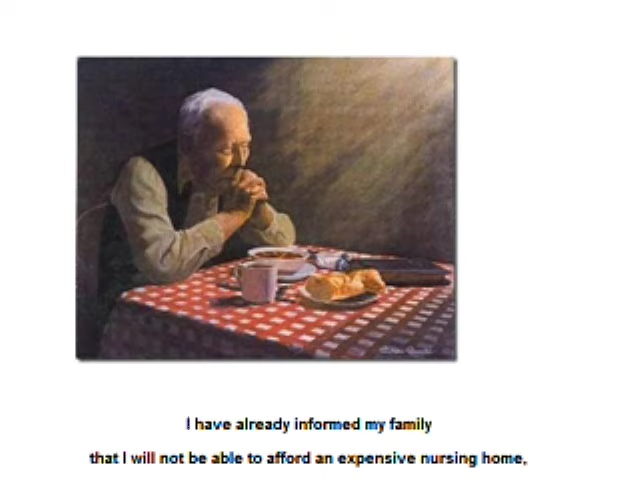 I have already informed my family
that I will not be able to afford an expensive nursing home,